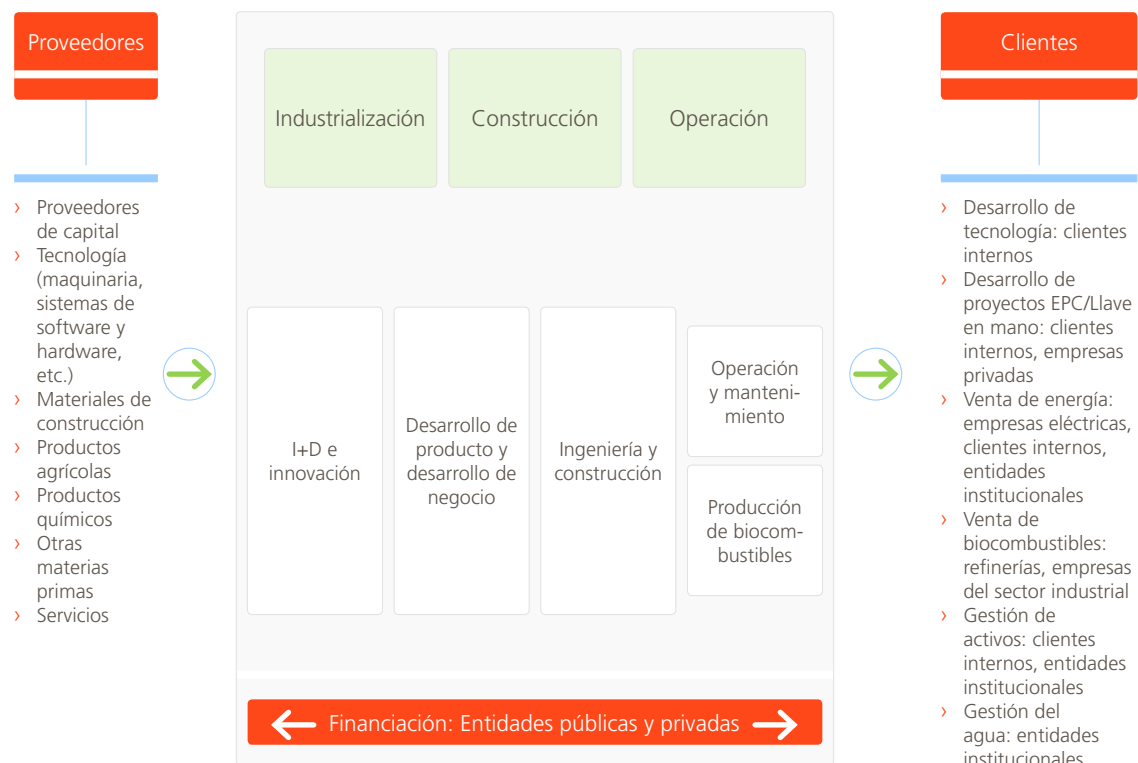 Proveedores
› Proveedores
de capital
› Tecnología
(maquinaria,
sistemas de
software y
hardware,
etc.)
› Materiales de
construcción
› Productos
agrícolas
› Productos
químicos
› Otras
materias
primas
› Servicios
Industrialización
Construcción
Operación
I+D e
innovación
Desarrollo de
producto y
desarrollo de
negocio
Ingeniería y
construcción
Operación
y manteni-
miento
Producción
de biocom-
bustibles
Financiación: Entidades públicas y privadas
Clientes
› Desarrollo de
tecnología: clientes
internos
› Desarrollo de
proyectos EPC/Llave
en mano: clientes
internos, empresas
privadas
› Venta de energía:
empresas eléctricas,
clientes internos,
entidades
institucionales
› Venta de
biocombustibles:
refinerías, empresas
del sector industrial
› Gestión de
activos: clientes
internos, entidades
institucionales
› Gestión del
agua: entidades
institucionales